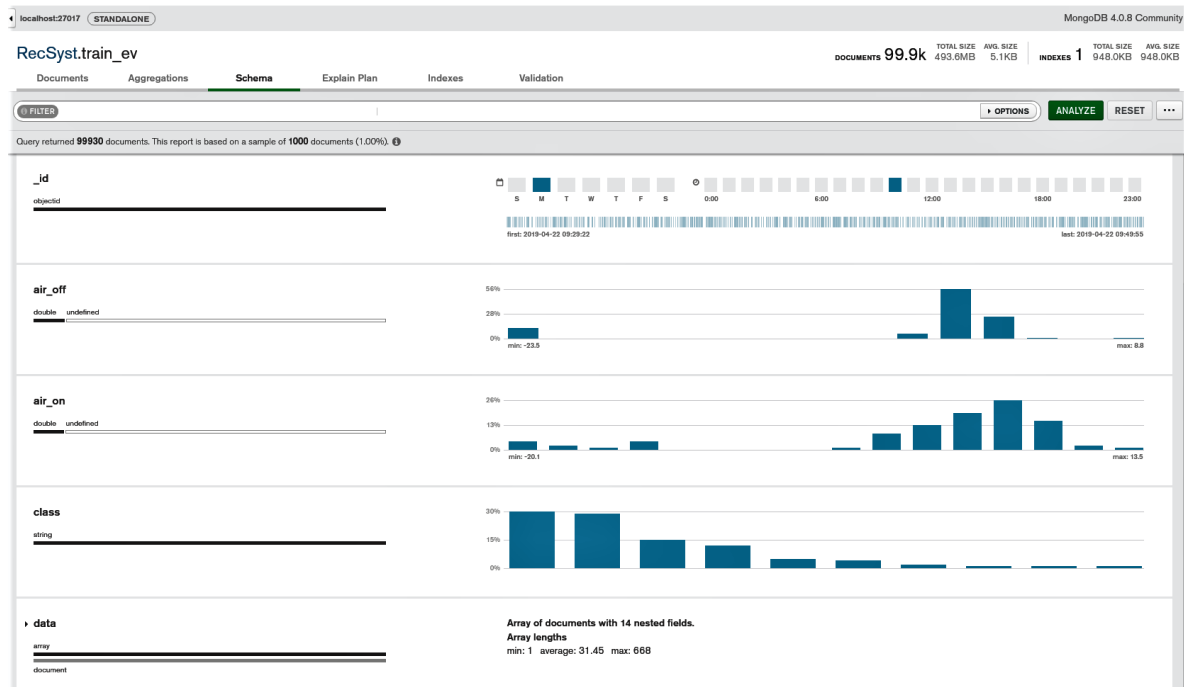 localhost:27017 STANDALONE MongoDB 4.0.8 Community
RecSyst.train_ev
DOCUMENTS 99.9k TOTAL SIZE 493.6MB AVG. SIZE 5.1KB INDEXES 1 TOTAL SIZE 948.0KB AVG. SIZE 948.0KB
Documents Aggregations Schema Explain Plan Indexes Validation
FILTER OPTIONS ANALYZE RESET ...
Query returned 99930 documents. This report is based on a sample of 1000 documents (1.00%).
_id
objectid
S M T W T F S 0:00 6:00 12:00 18:00 23:00
first: 2019-04-22 09:29:22 last: 2019-04-22 09:49:55
air_off
double undefined
56%
28%
0%
min: -23.5 max: 8.8
air_on
double undefined
26%
13%
0%
min: -20.1 max: 13.5
class
string
30%
15%
0%
data
array
document
Array of documents with 14 nested fields.
Array lengths
min: 1 average: 31.45 max: 668